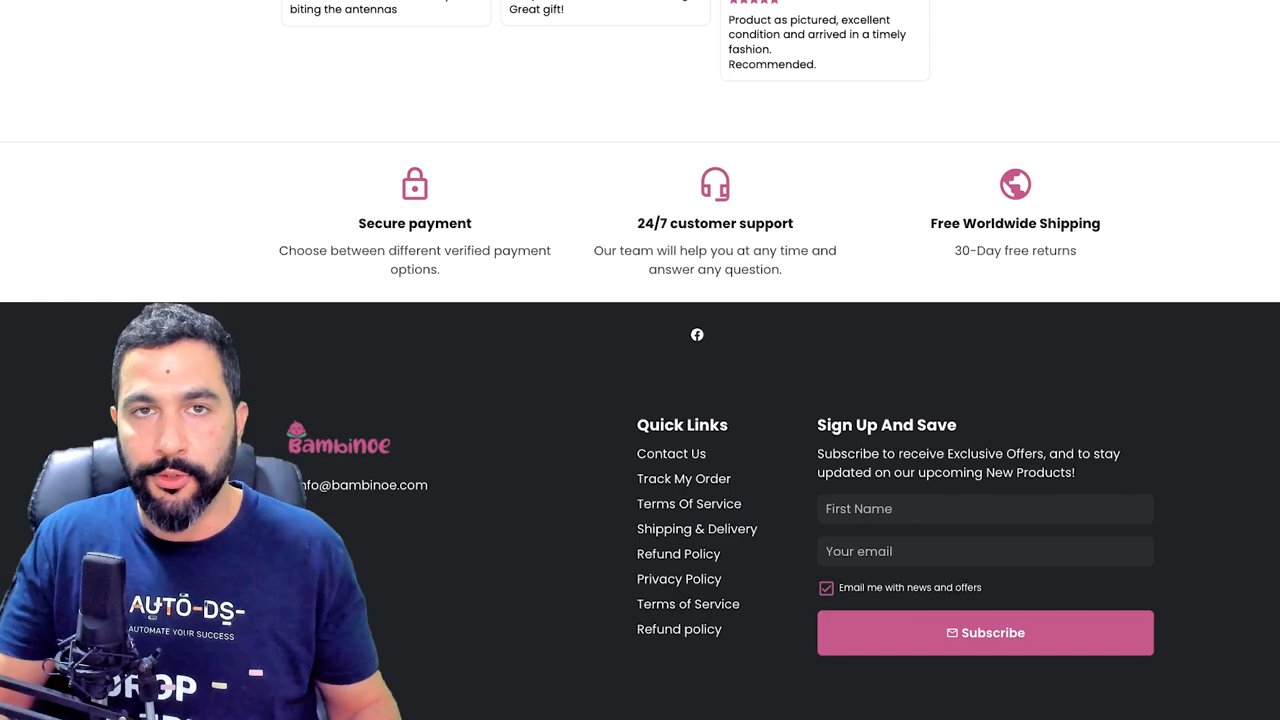 biting the antennas
Great gift!
Product as pictured, excellent
condition and arrived in a timely
fashion.
Recommended.
Secure payment
Choose between different verified payment
options.
24/7 customer support
Our team will help you at any time and
answer any question.
Free Worldwide Shipping
30-Day free returns
Bambinoe
nfo@bambinoe.com
Quick Links
Contact Us
Track My Order
Terms Of Service
Shipping & Delivery
Refund Policy
Privacy Policy
Terms of Service
Refund policy
Sign Up And Save
Subscribe to receive Exclusive Offers, and to stay
updated on our upcoming New Products!
First Name
Your email
Email me with news and offers
Subscribe
AUTO-DS-
AUTOMATE YOUR SUCCESS